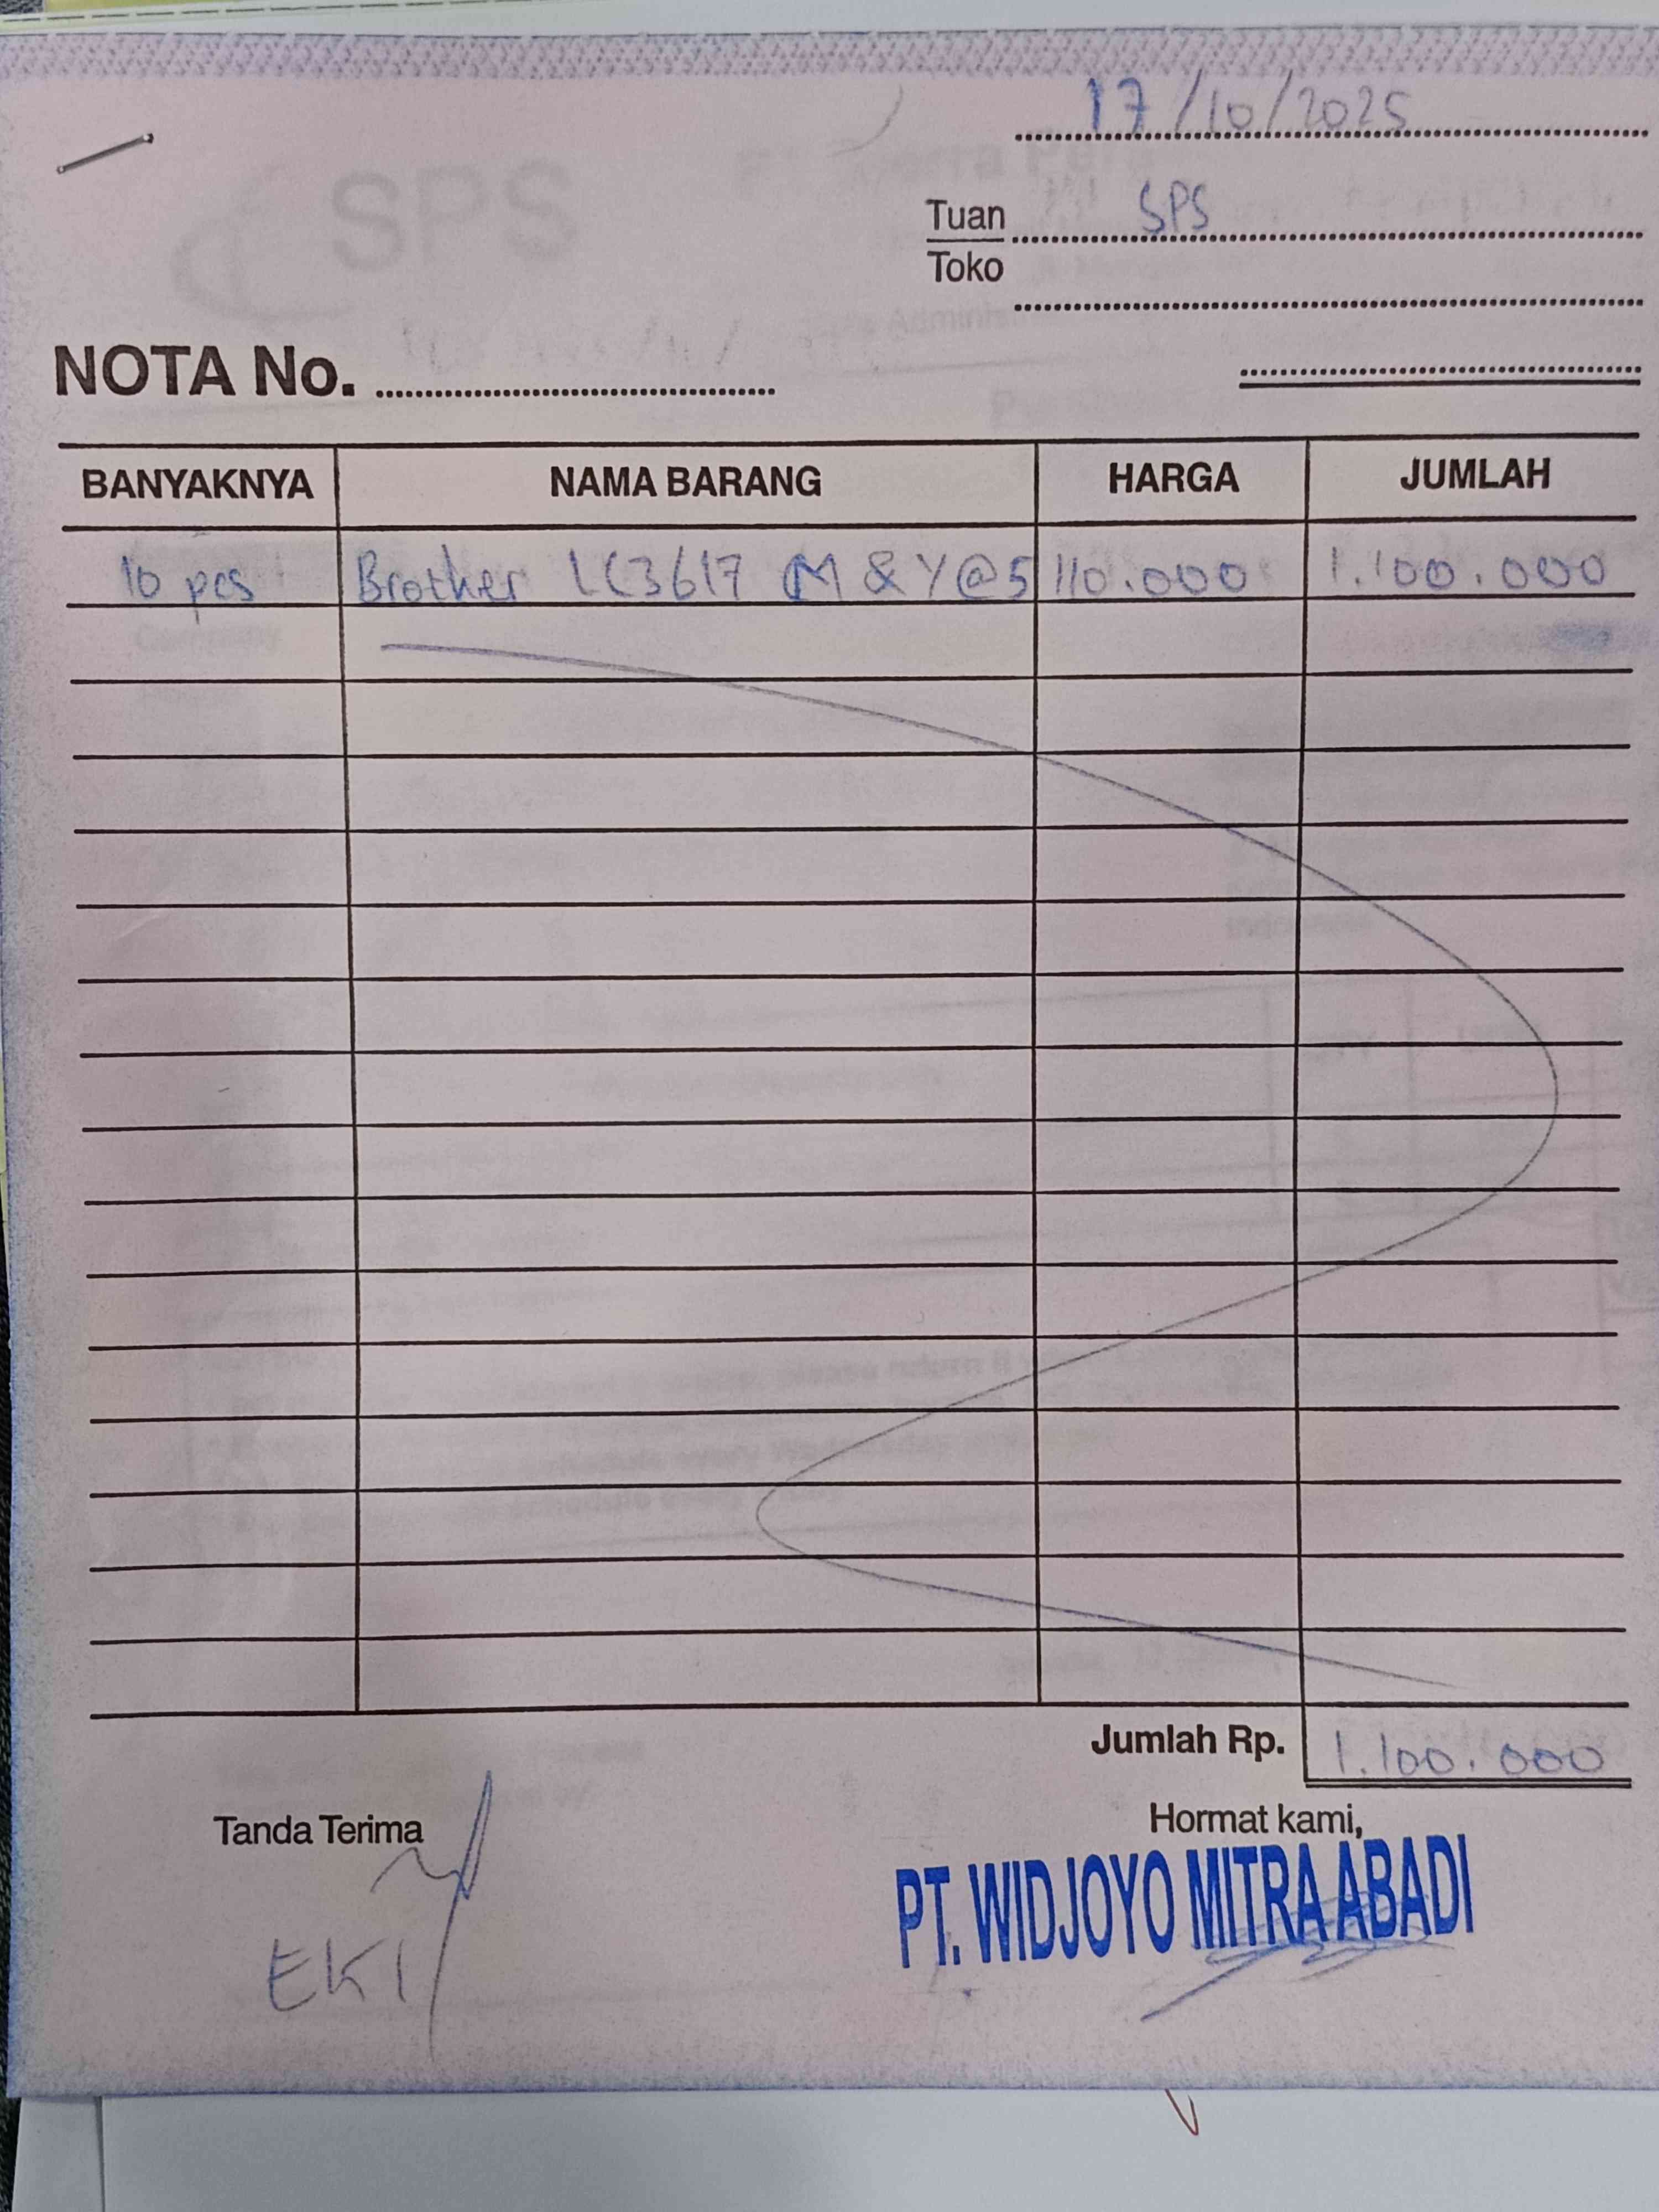 17/10/2025
Tuan SPS
Toko
NOTA No.
BANYAKNYA NAMA BARANG HARGA JUMLAH
10 pcs Brother LC3617 M & Y @ 5 110.000 1.100.000
Jumlah Rp. 1.100.000
Tanda Terima Hormat kami,
PT. WIDJOYO MITRA ABADI
EKI